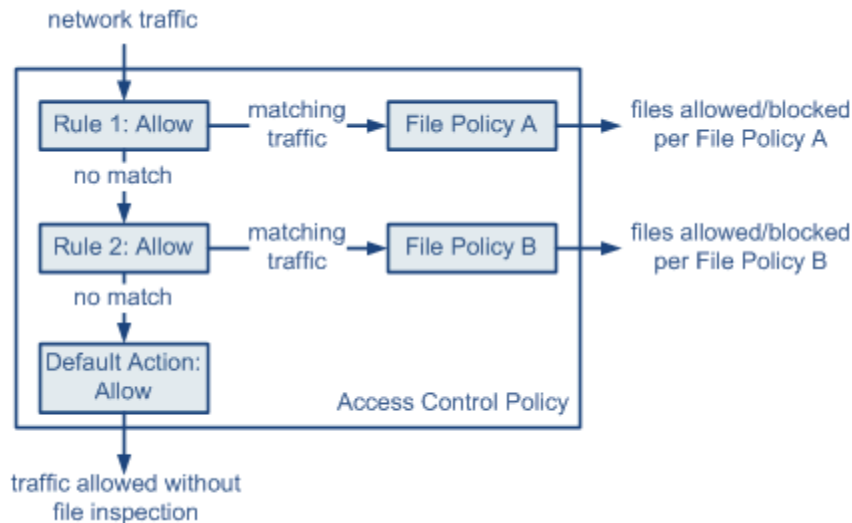 network traffic
Rule 1: Allow
matching
traffic
File Policy A
files allowed/blocked
per File Policy A
no match
Rule 2: Allow
matching
traffic
File Policy B
files allowed/blocked
per File Policy B
no match
Default Action:
Allow
Access Control Policy
traffic allowed without
file inspection